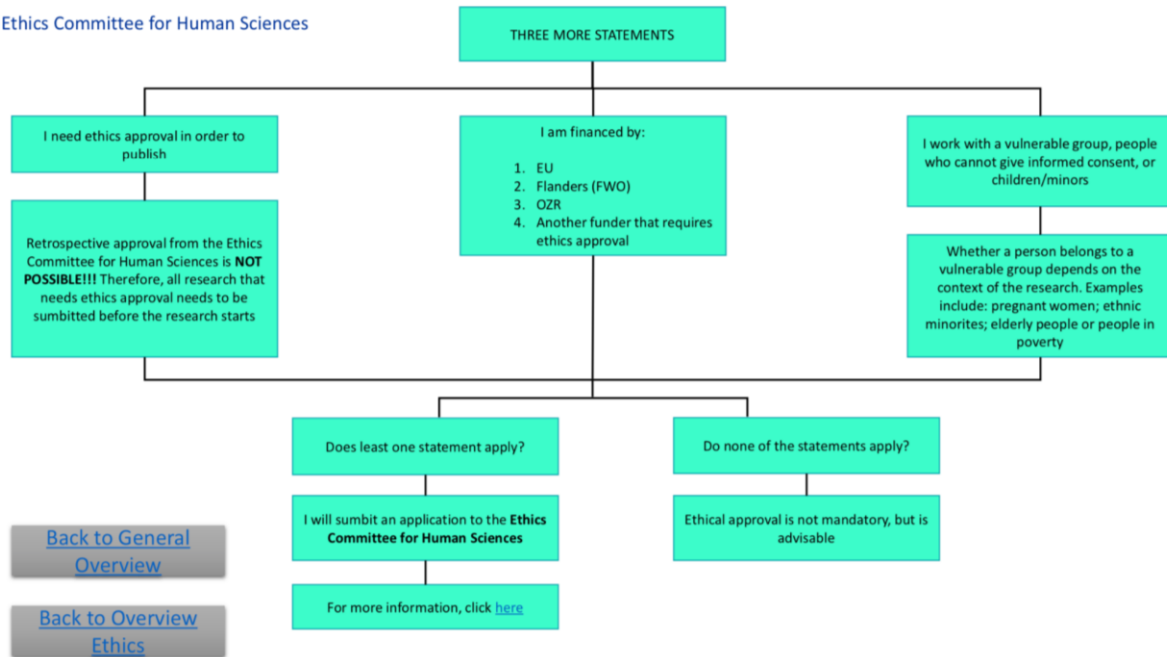 Ethics Committee for Human Sciences
THREE MORE STATEMENTS
I need ethics approval in order to
publish
Retrospective approval from the Ethics
Committee for Human Sciences is NOT
POSSIBLE!!! Therefore, all research that
needs ethics approval needs to be
sumbitted before the research starts
I am financed by:
1. EU
2. Flanders (FWO)
3. OZR
4. Another funder that requires
ethics approval
I work with a vulnerable group, people
who cannot give informed consent, or
children/minors
Whether a person belongs to a
vulnerable group depends on the
context of the research. Examples
include: pregnant women; ethnic
minorites; elderly people or people in
poverty
Does least one statement apply?
I will sumbit an application to the Ethics
Committee for Human Sciences
For more information, click here
Do none of the statements apply?
Ethical approval is not mandatory, but is
advisable
Back to General
Overview
Back to Overview
Ethics